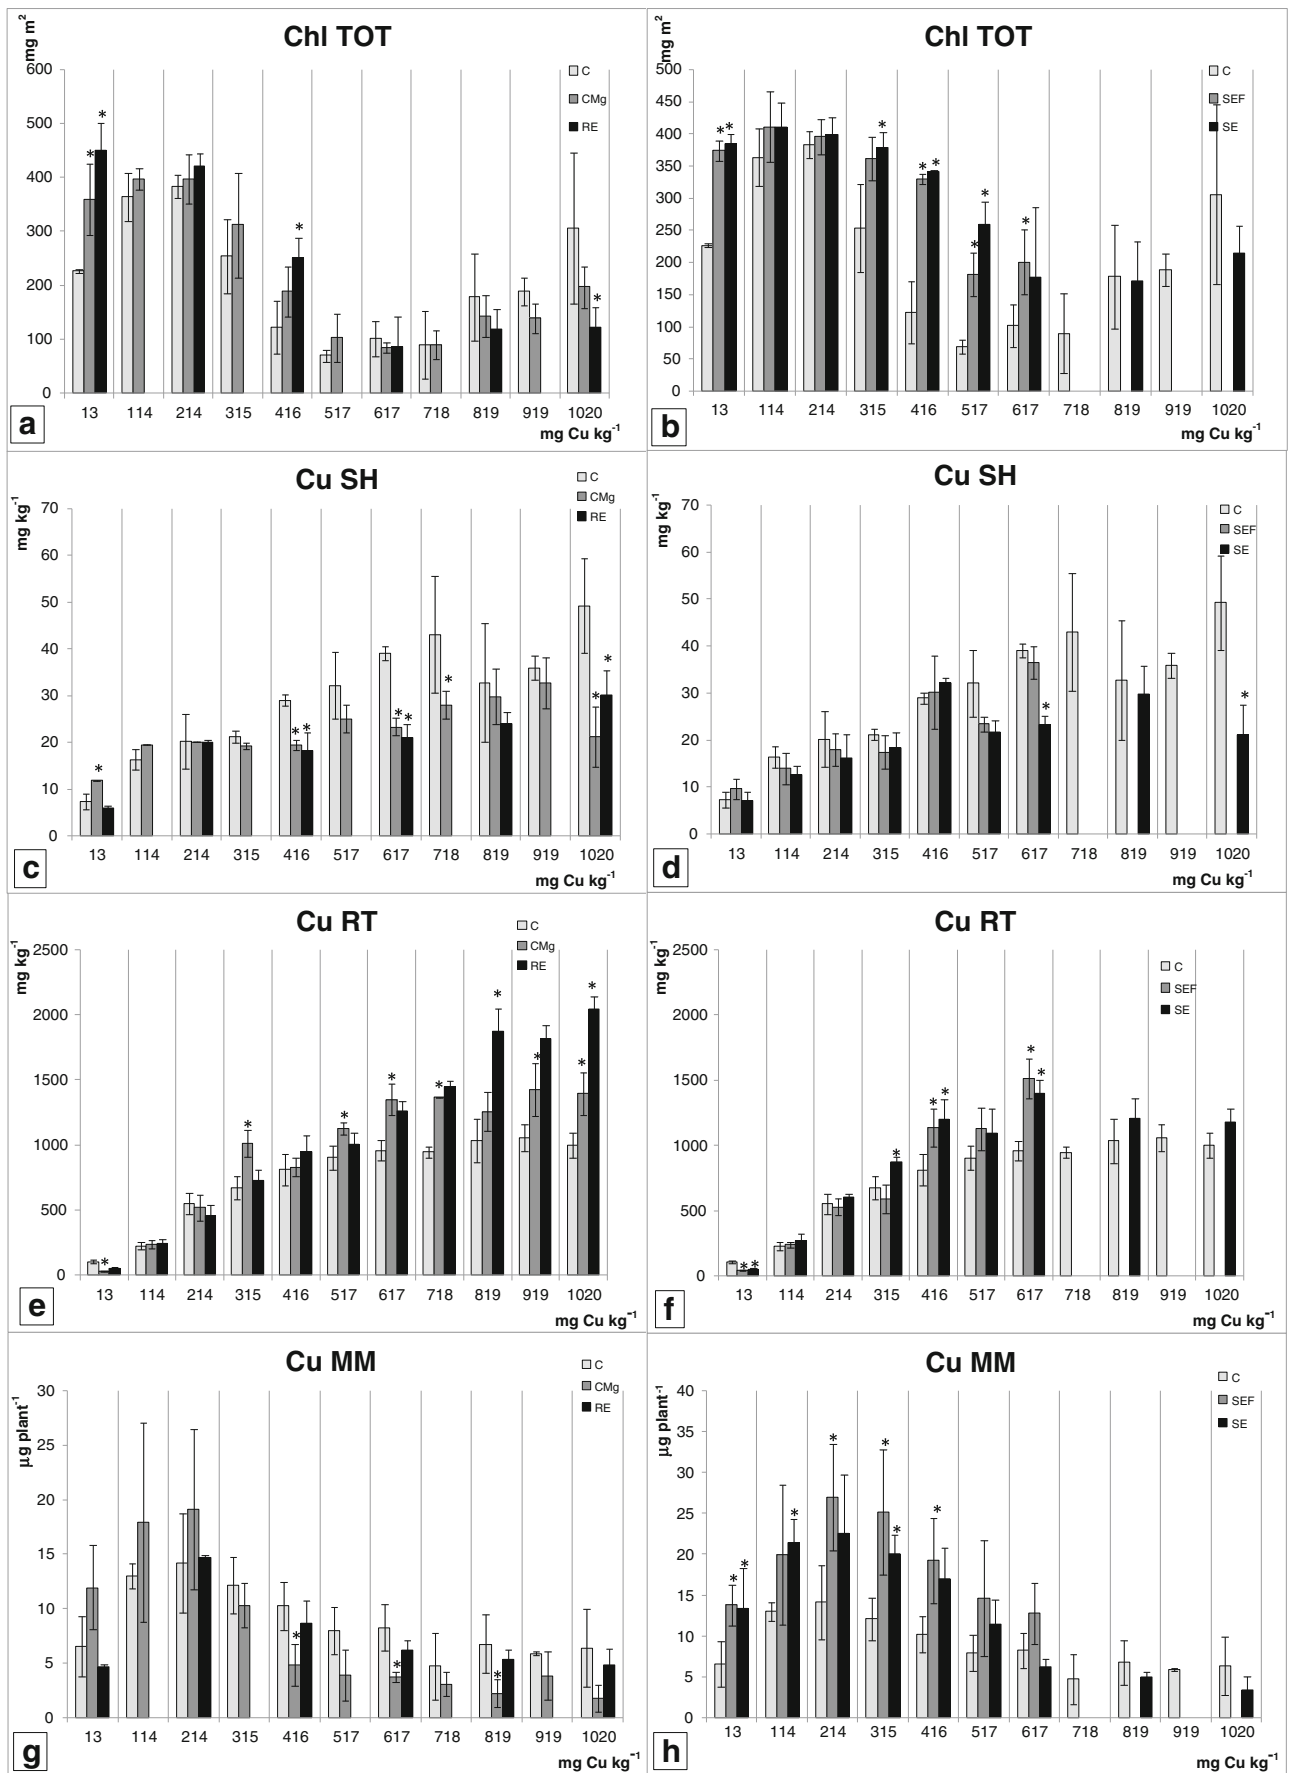 Chl TOT
mg m²
C
CMg
RE
600
500
400
300
200
100
0
13 114 214 315 416 517 617 718 819 919 1020
mg Cu kg⁻¹
* * *
*
a
Chl TOT
mg m²
C
SEF
SE
500
450
400
350
300
250
200
150
100
50
0
13 114 214 315 416 517 617 718 819 919 1020
mg Cu kg⁻¹
* * * * *
* * *
b
Cu SH
mg kg⁻¹
C
CMg
RE
70
60
50
40
30
20
10
0
13 114 214 315 416 517 617 718 819 919 1020
mg Cu kg⁻¹
* * * * * * * *
c
Cu SH
mg kg⁻¹
C
SEF
SE
70
60
50
40
30
20
10
0
13 114 214 315 416 517 617 718 819 919 1020
mg Cu kg⁻¹
* *
d
Cu RT
mg kg⁻¹
C
CMg
RE
2500
2000
1500
1000
500
0
13 114 214 315 416 517 617 718 819 919 1020
mg Cu kg⁻¹
* * * * * * * * *
e
Cu RT
mg kg⁻¹
C
SEF
SE
2500
2000
1500
1000
500
0
13 114 214 315 416 517 617 718 819 919 1020
mg Cu kg⁻¹
* * * * * * *
f
Cu MM
µg plant⁻¹
C
CMg
RE
30
25
20
15
10
5
0
13 114 214 315 416 517 617 718 819 919 1020
mg Cu kg⁻¹
* * *
g
Cu MM
µg plant⁻¹
C
SEF
SE
40
35
30
25
20
15
10
5
0
13 114 214 315 416 517 617 718 819 919 1020
mg Cu kg⁻¹
* * * * * * *
h